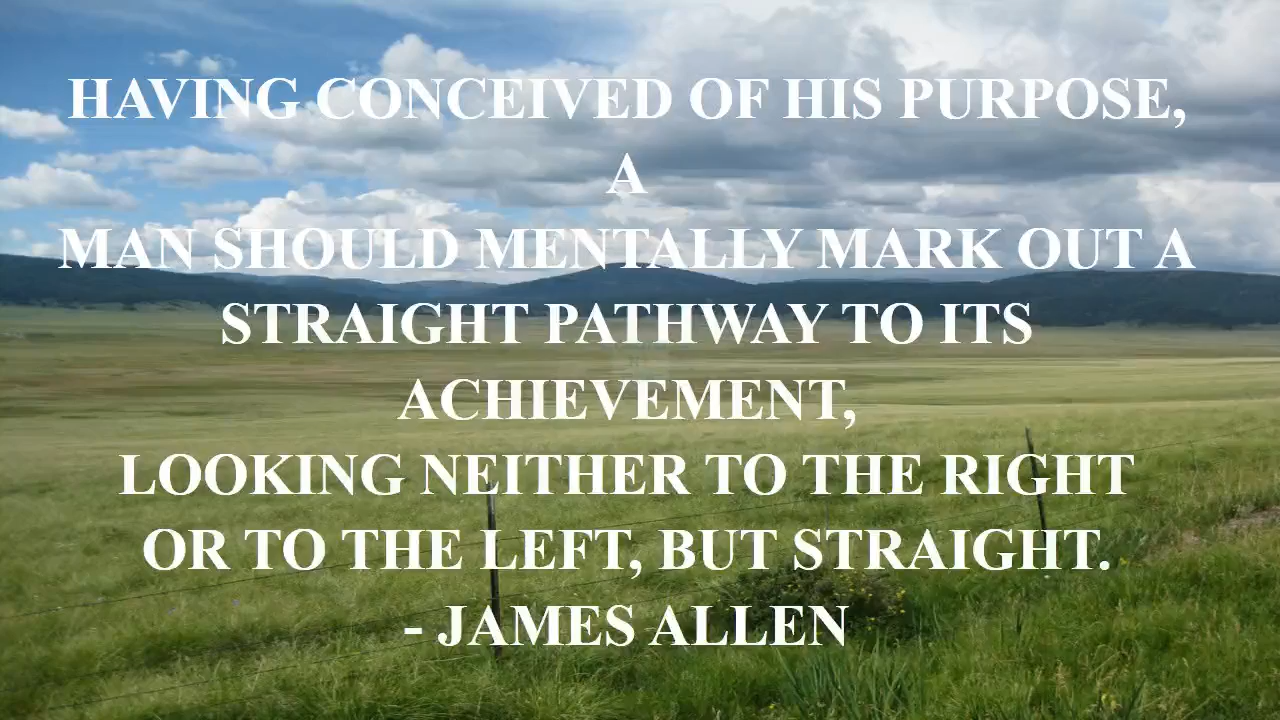 HAVING CONCEIVED OF HIS PURPOSE,
A
MAN SHOULD MENTALLY MARK OUT A
STRAIGHT PATHWAY TO ITS
ACHIEVEMENT,
LOOKING NEITHER TO THE RIGHT
OR TO THE LEFT, BUT STRAIGHT.
- JAMES ALLEN